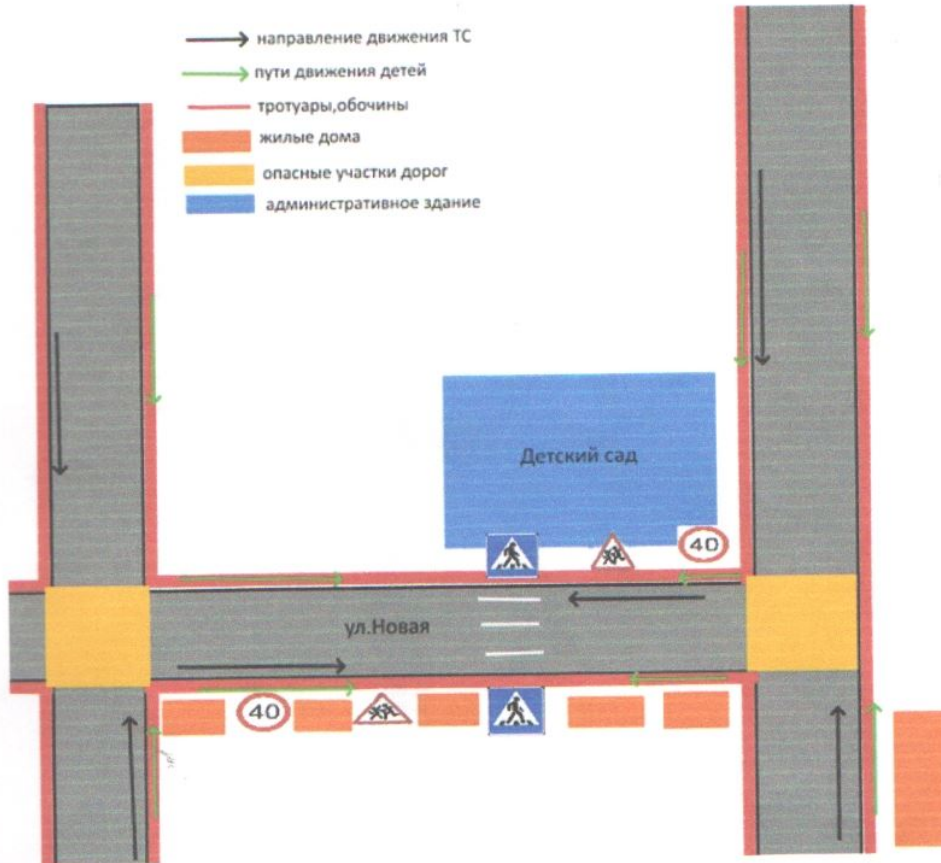 направление движения ТС
пути движения детей
тротуары,обочины
жилые дома
опасные участки дорог
административное здание
Детский сад
40
ул.Новая
40